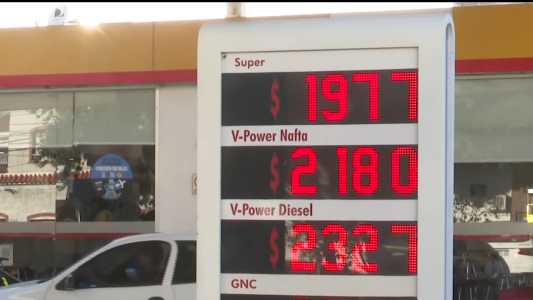 Super
$ 1977
V-Power Nafta
$ 2180
V-Power Diesel
$ 2327
GNC